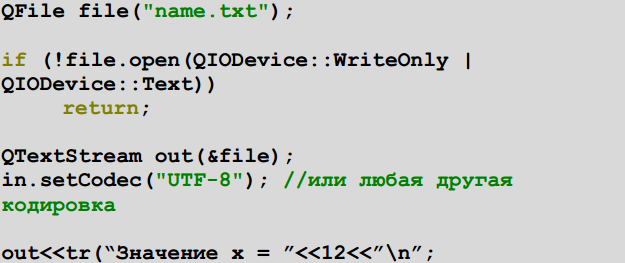 QFile file("name.txt");
if (!file.open(QIODevice::WriteOnly |
QIODevice::Text))
return;
QTextStream out(&file);
in.setCodec("UTF-8"); //или любая другая
кодировка
out<<tr(“Значение x = ”<<12<<”\n”;